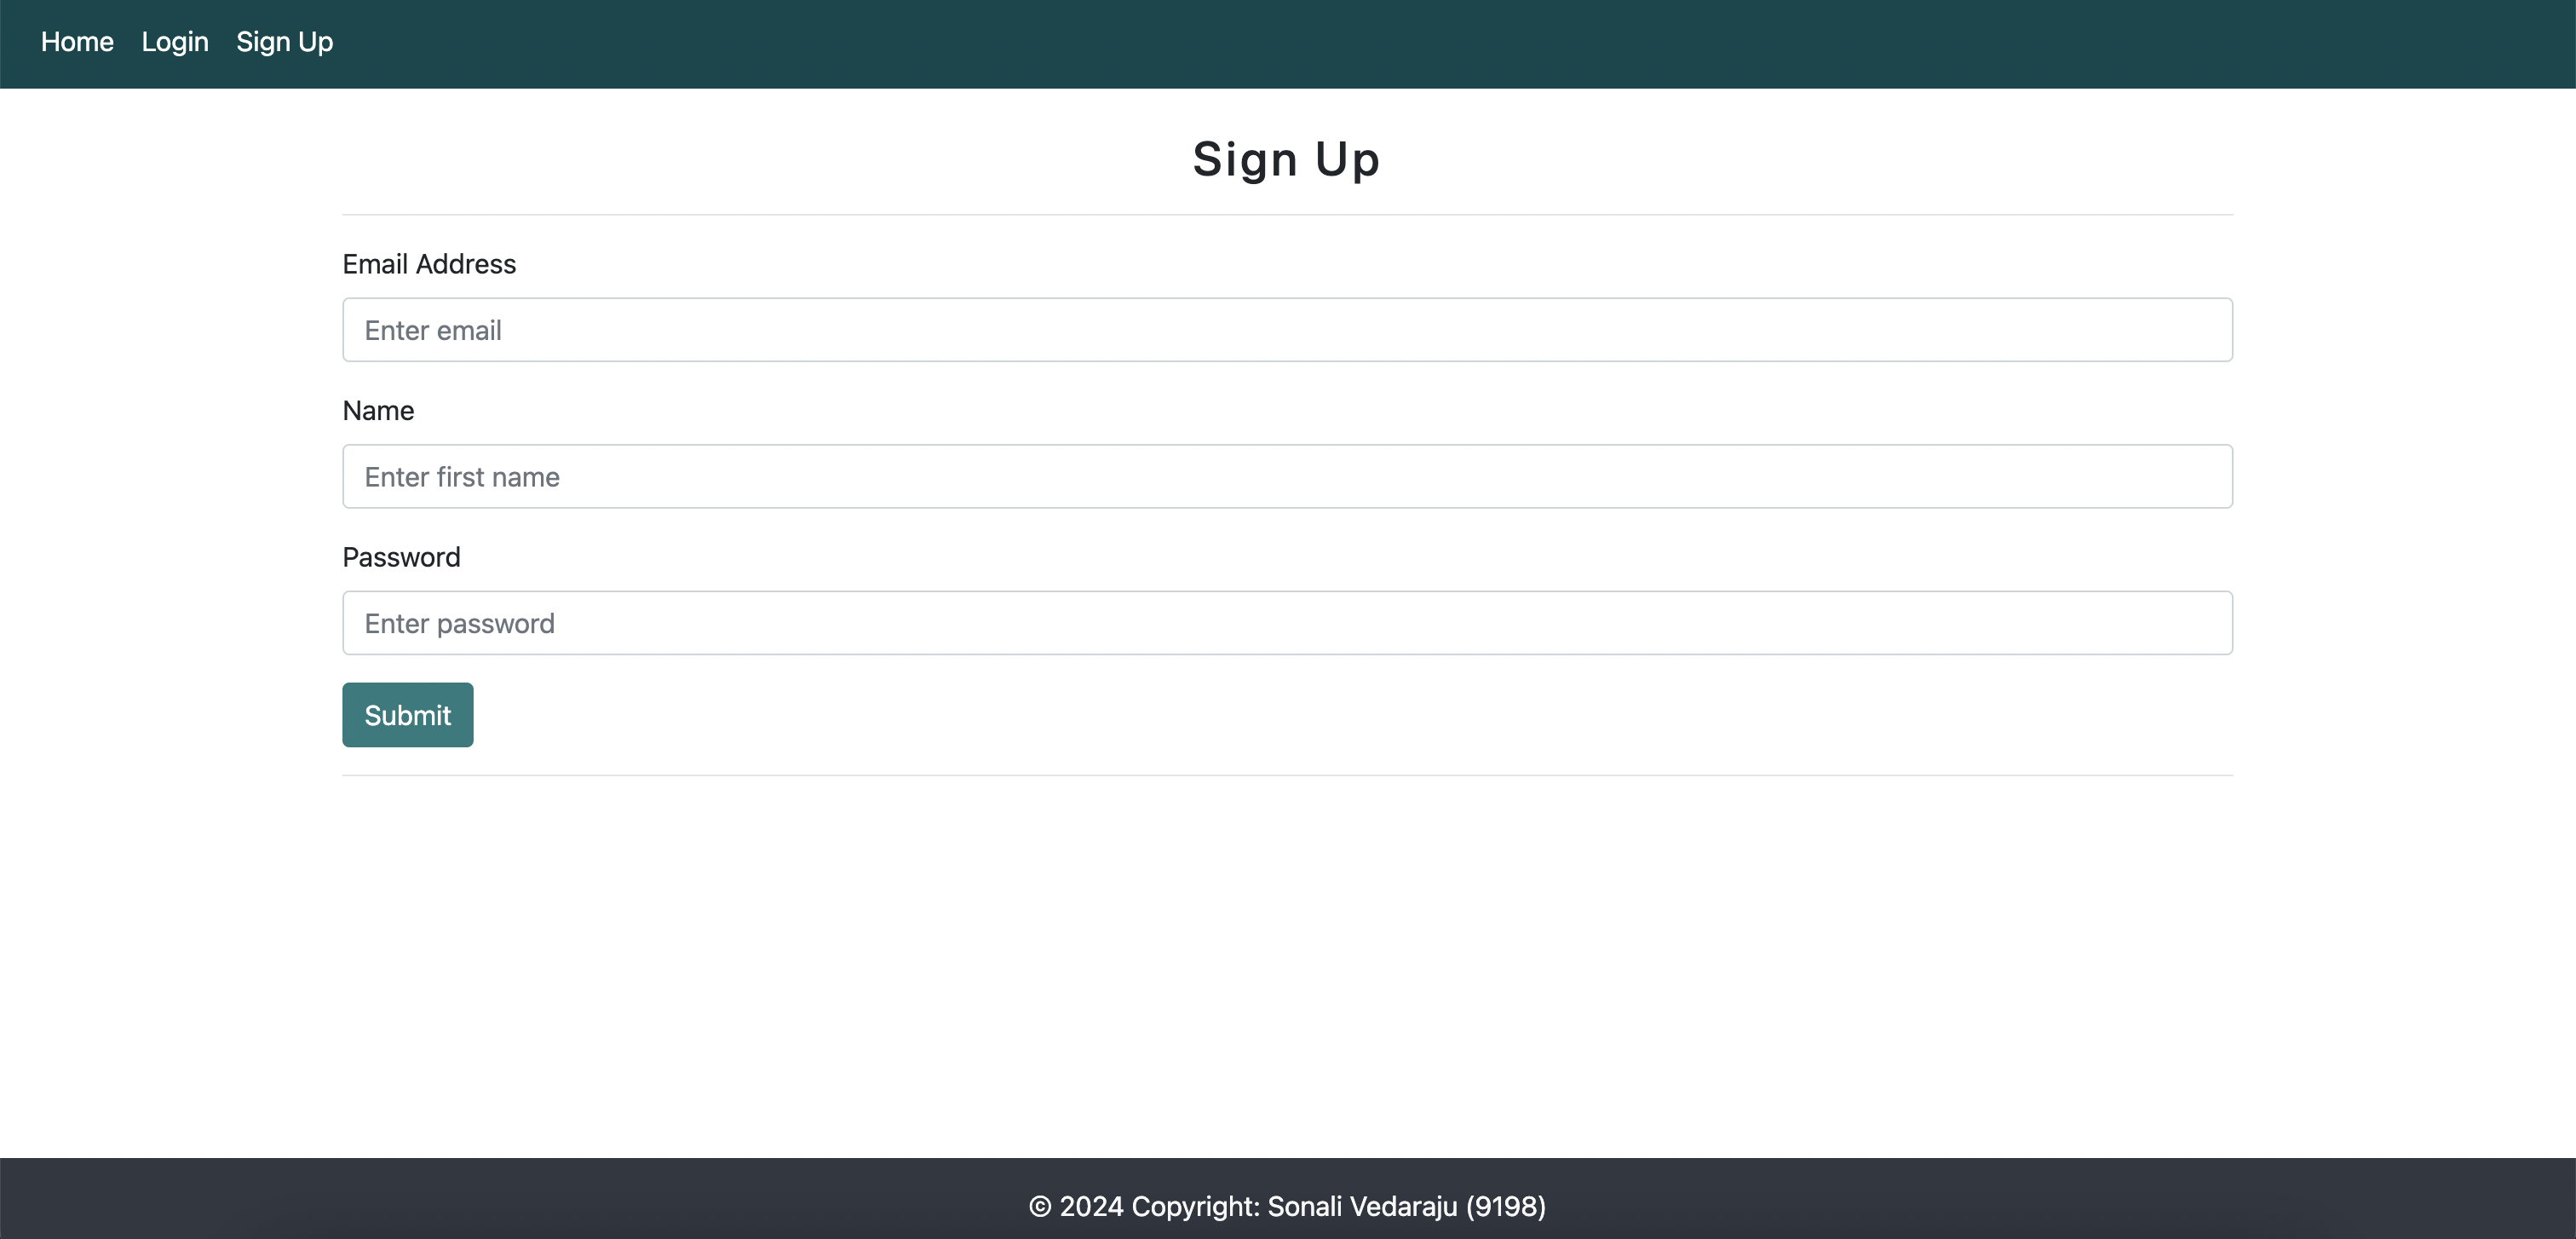 Home Login Sign Up
Sign Up
Email Address
Enter email
Name
Enter first name
Password
Enter password
Submit
© 2024 Copyright: Sonali Vedaraju (9198)